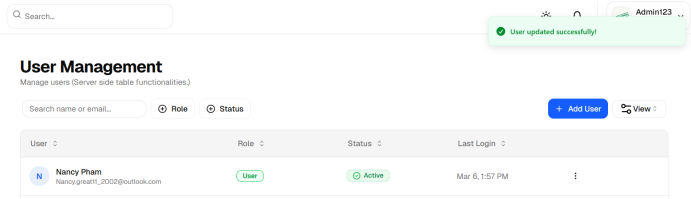 Search...
Admin123
User updated successfully!
User Management
Manage users (Server side table functionalities.)
Search name or email...
Role
Status
Add User
View
User
Role
Status
Last Login
N
Nancy Pham
Nancy.great11_2002@outlook.com
User
Active
Mar 6, 1:57 PM